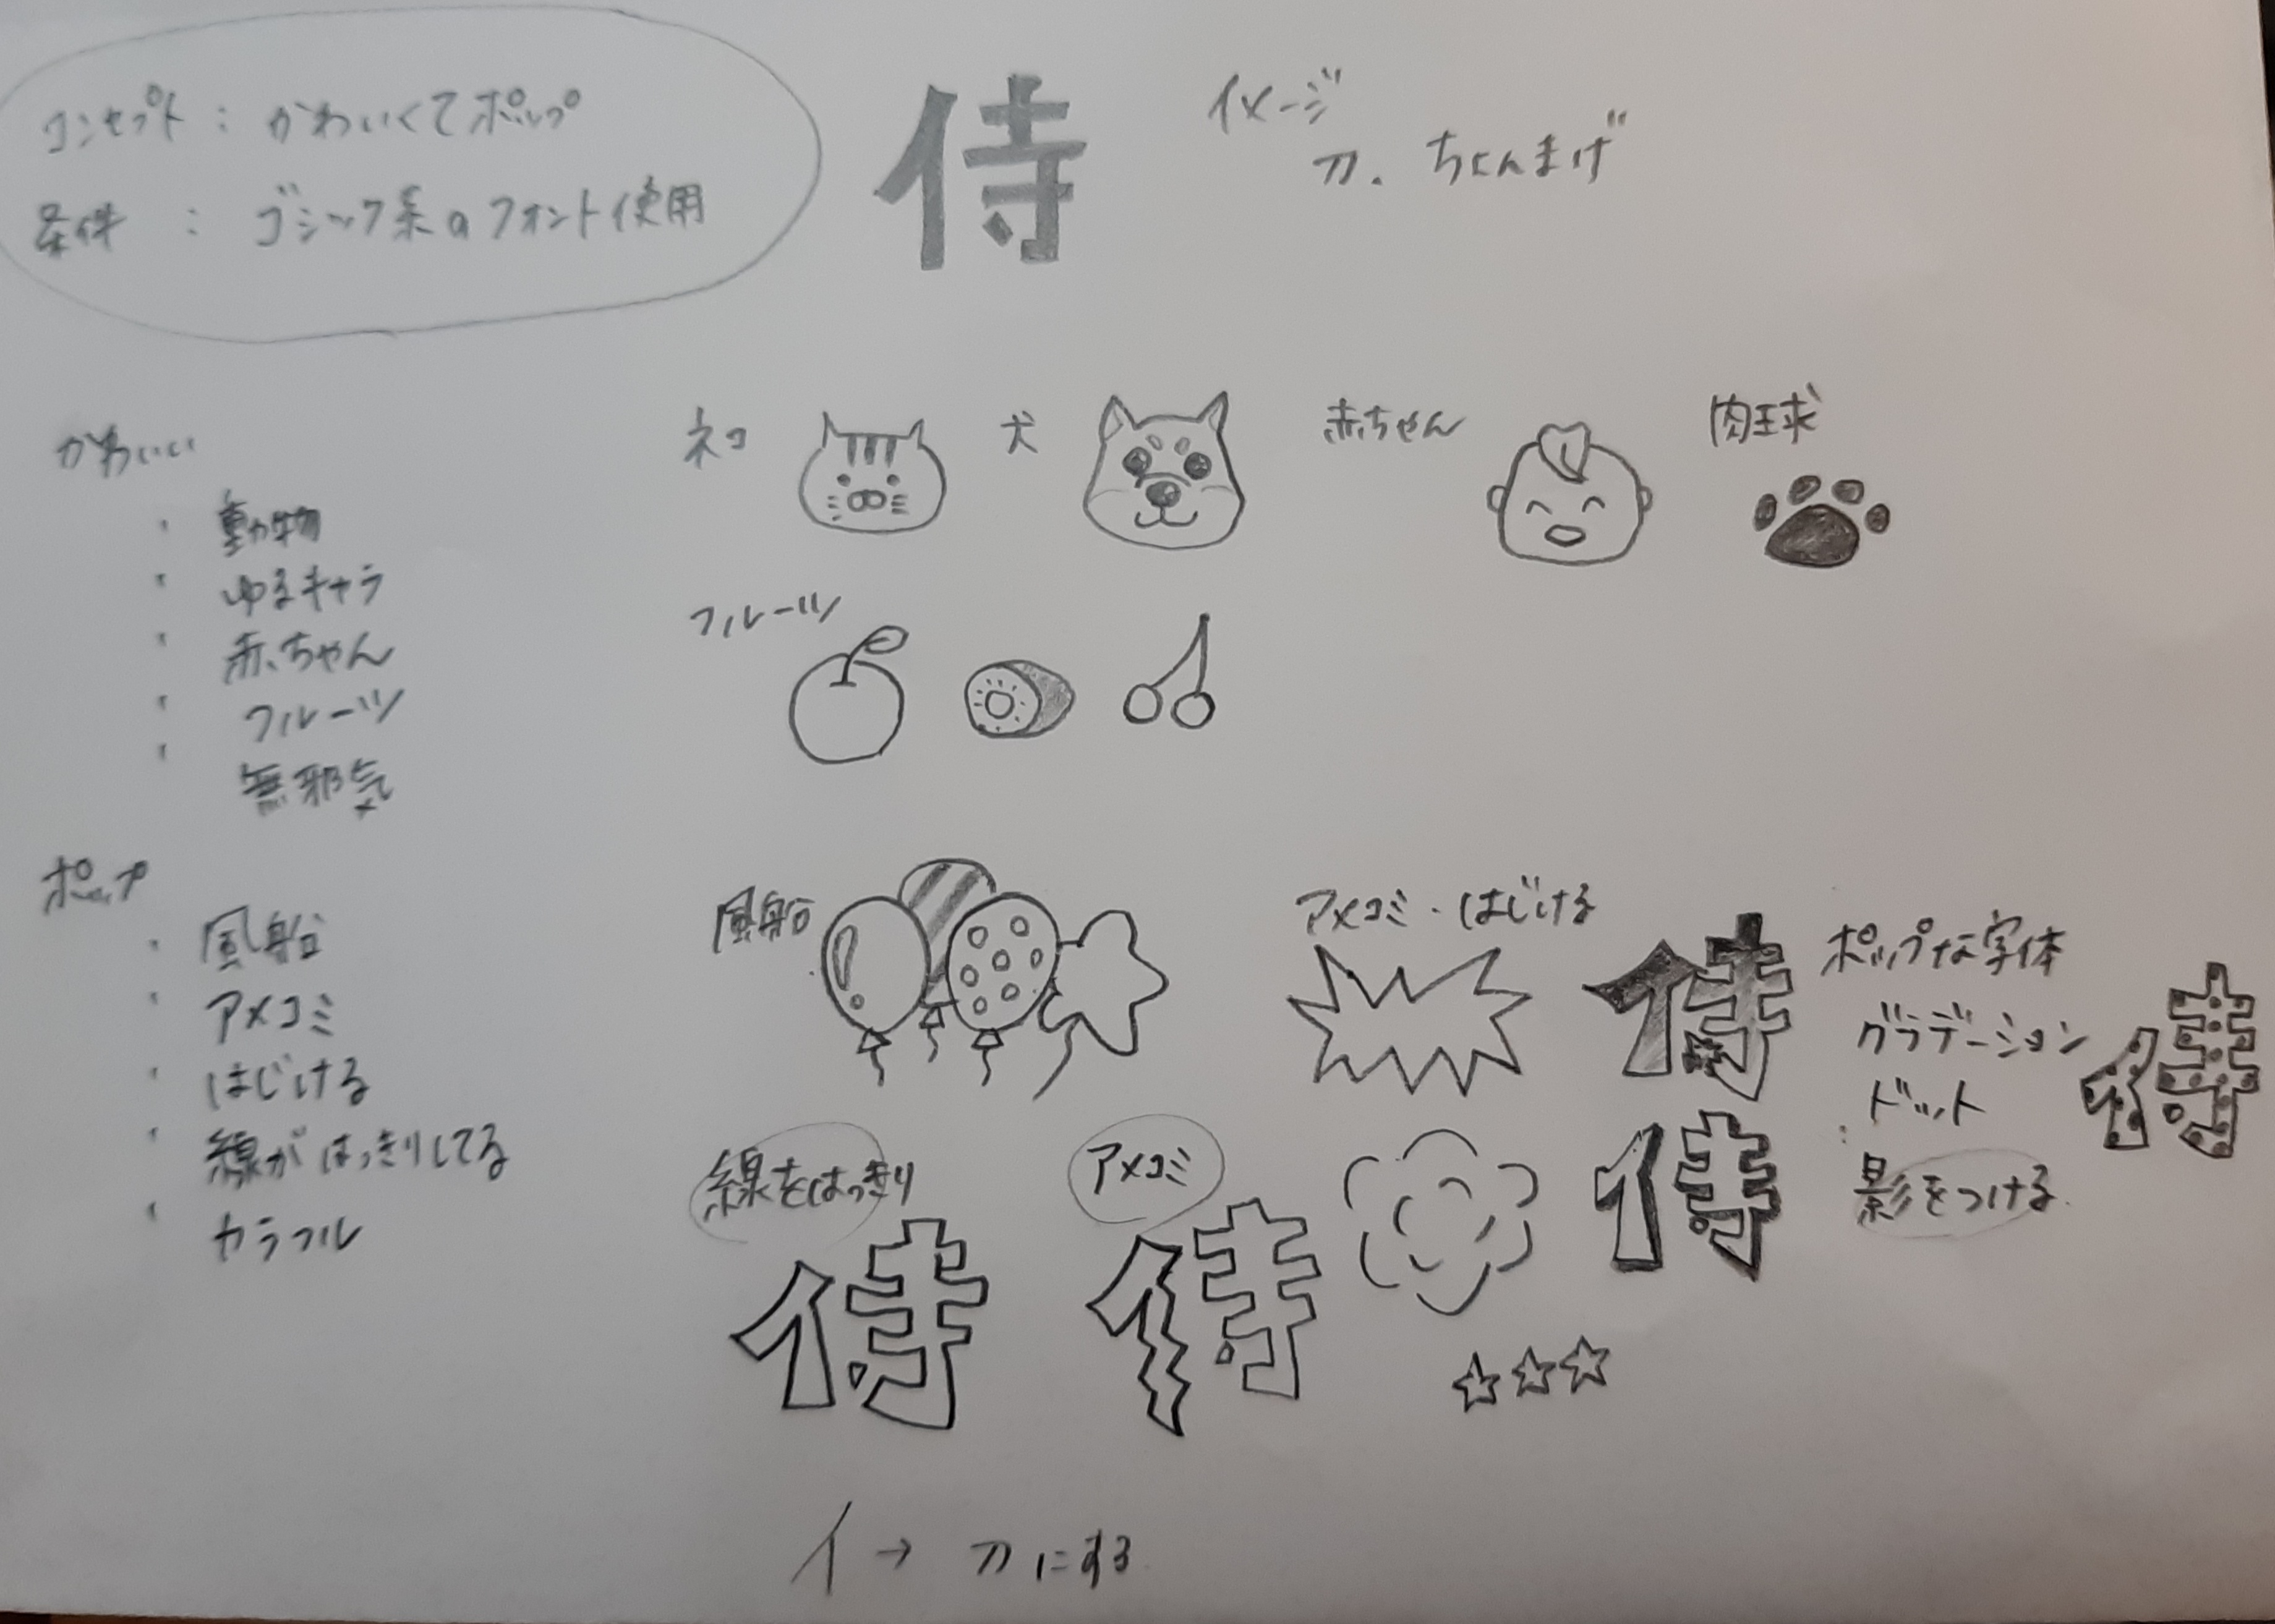 コンセプト : かわいくてポップ
条件 : ゴシック系のフォント使用
侍
イメージ
刀、ちょんまげ
かわいい
・動物
・ゆるキャラ
・赤ちゃん
・フルーツ
・無邪気
ネコ
犬
赤ちゃん
肉球
フルーツ
ポップ
・風船
・アメコミ
・はじける
・線がはっきりしてる
・カラフル
風船
アメコミ・はじける
侍
ポップな字体
グラデーション
ドット
侍
影をつける
侍
線をはっきり
侍
アメコミ
侍
イ → 刀にする